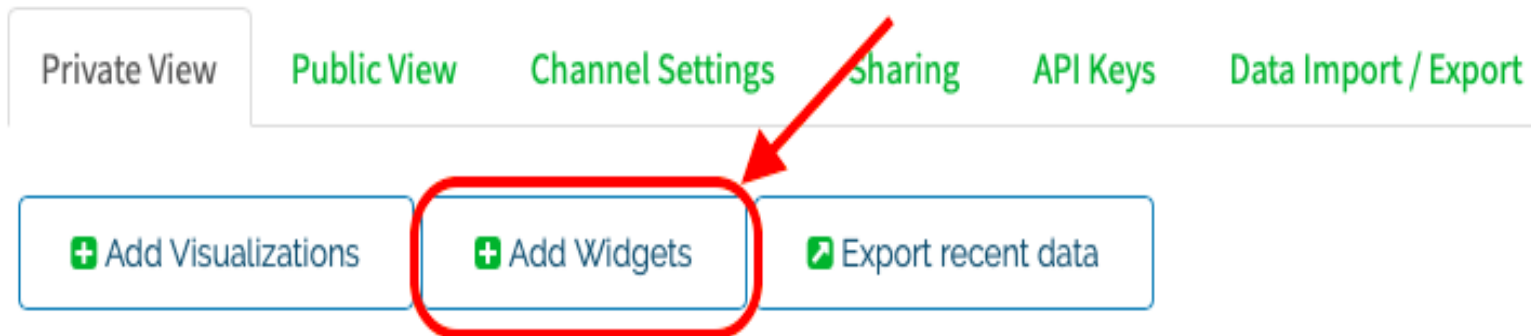 Private View Public View Channel Settings Sharing API Keys Data Import / Export
Add Visualizations Add Widgets Export recent data